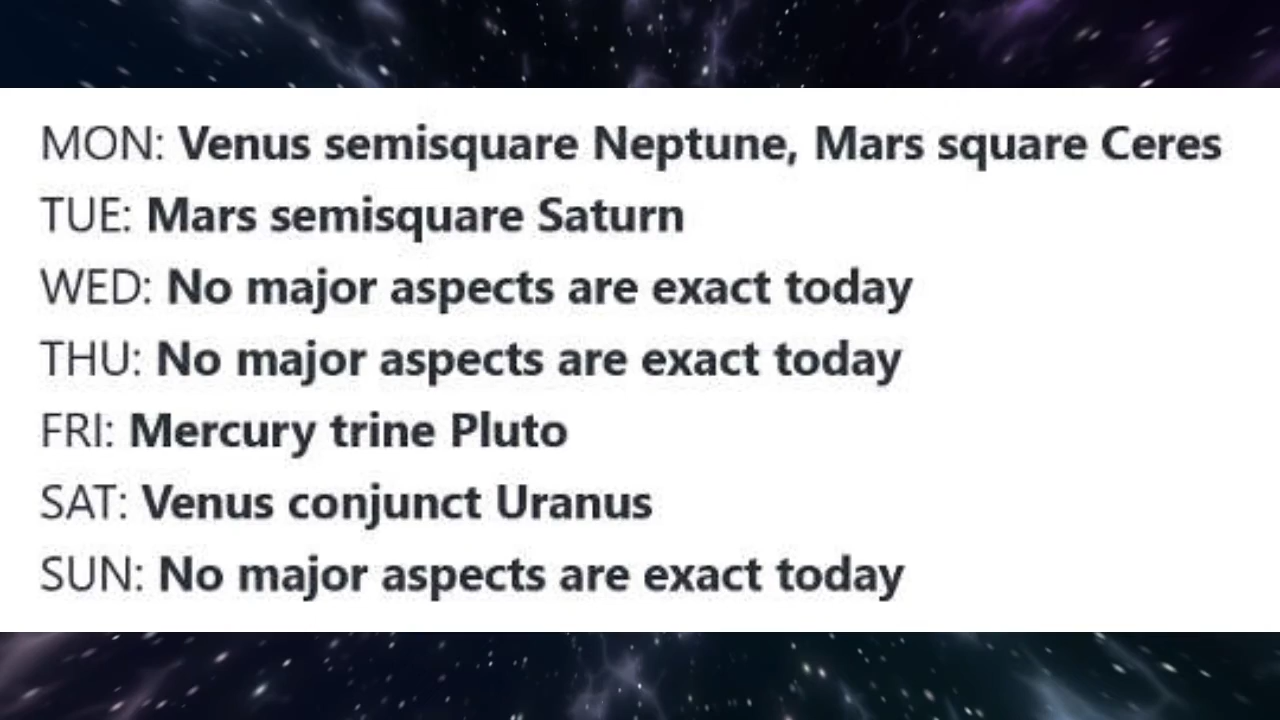 MON: Venus semisquare Neptune, Mars square Ceres
TUE: Mars semisquare Saturn
WED: No major aspects are exact today
THU: No major aspects are exact today
FRI: Mercury trine Pluto
SAT: Venus conjunct Uranus
SUN: No major aspects are exact today